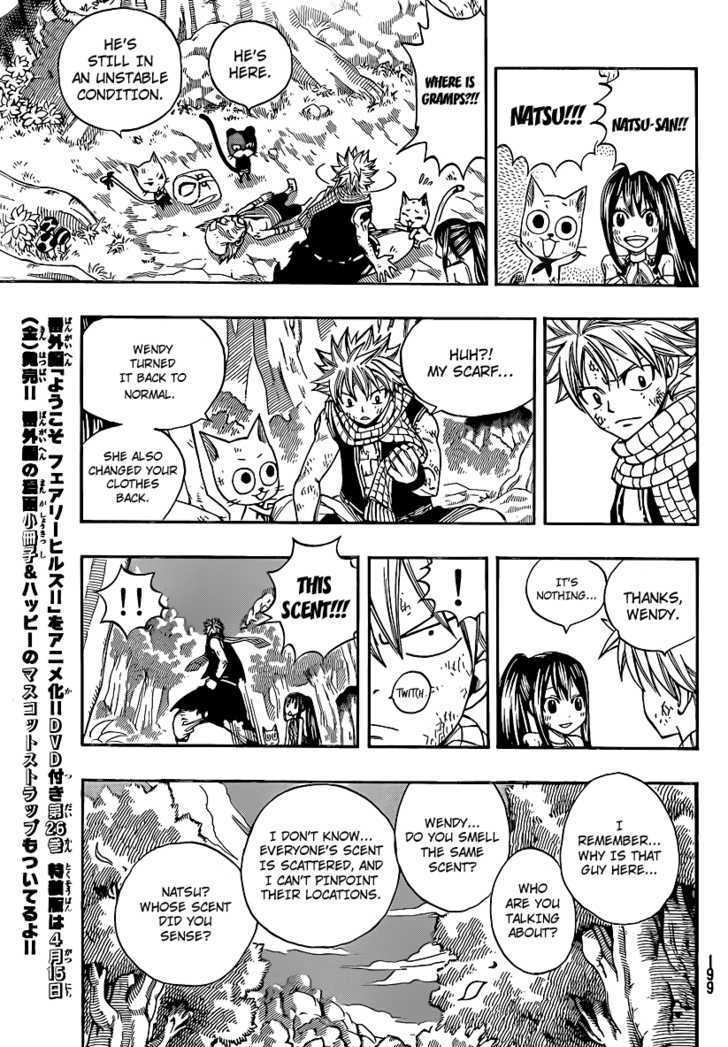 NATSU!!!
NATSU-SAN!!
WHERE IS
GRAMPS?!!
HE'S
HERE.
HE'S
STILL IN
AN UNSTABLE
CONDITION.
HUH?!
MY SCARF...
WENDY
TURNED
IT BACK TO
NORMAL.
SHE ALSO
CHANGED YOUR
CLOTHES
BACK.
THANKS,
WENDY.
IT'S
NOTHING...
!
TWITCH
THIS
SCENT!!!
!!
I
REMEMBER...
WHY IS THAT
GUY HERE...
WENDY...
DO YOU SMELL
THE SAME
SCENT?
WHO
ARE YOU
TALKING
ABOUT?
I DON'T KNOW...
EVERYONE'S SCENT
IS SCATTERED, AND
I CAN'T PINPOINT
THEIR LOCATIONS.
NATSU?
WHOSE SCENT
DID YOU
SENSE?
番外編「ようこそ フェアリーヒルズ!!」をアニメ化!! DVD付き第26巻 特装版は4月15日
(金)発売!! 番外編の漫画小冊子&ハッピーのマスコットストラップもついてるよ!!
199